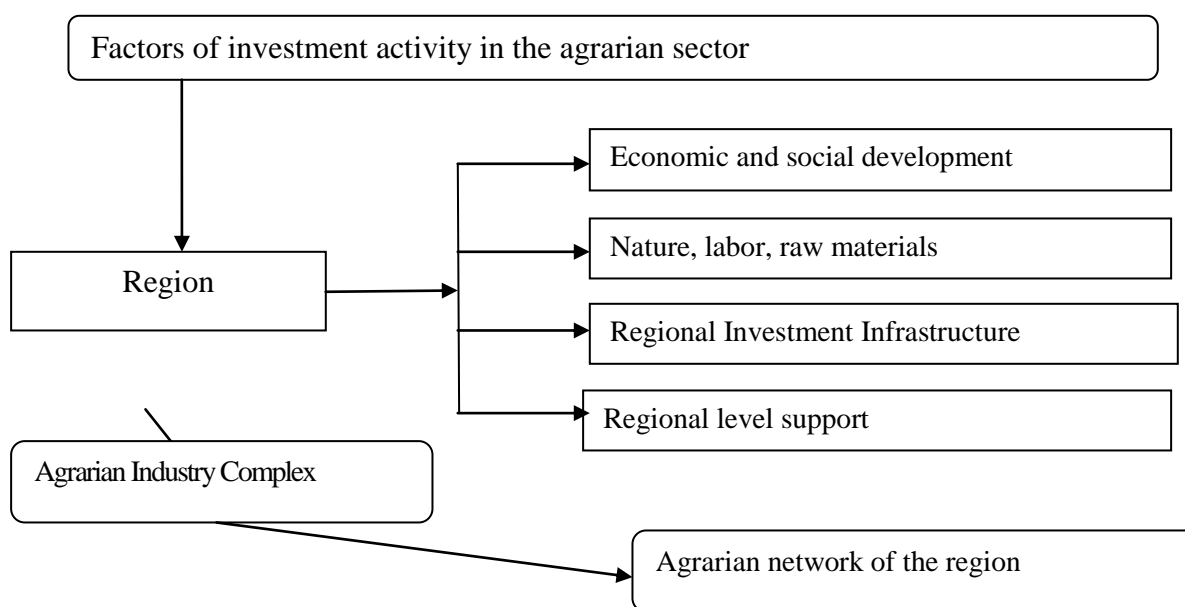 Factors of investment activity in the agrarian sector
Economic and social development
Nature, labor, raw materials
Region
Regional Investment Infrastructure
Regional level support
Agrarian Industry Complex
Agrarian network of the region